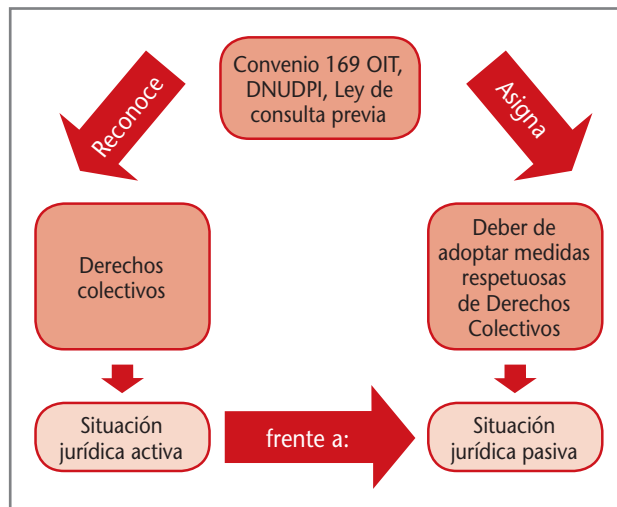 Convenio 169 OIT,
DNUDPI, Ley de
consulta previa
Reconoce
Asigna
Derechos
colectivos
Deber de
adoptar medidas
respetuosas
de Derechos
Colectivos
Situación
jurídica activa
frente a:
Situación
jurídica pasiva